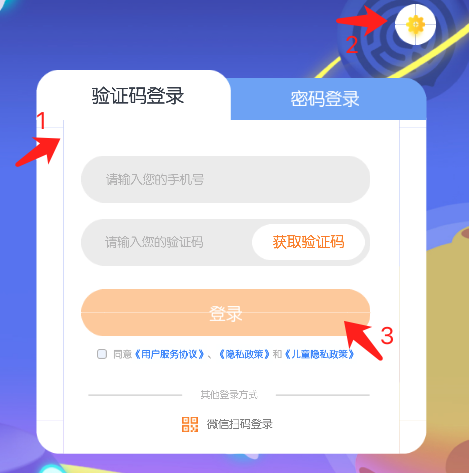 2
验证码登录
密码登录
1
请输入您的手机号
请输入您的验证码
获取验证码
登录
3
同意《用户服务协议》、《隐私政策》和《儿童隐私政策》
其他登录方式
微信扫码登录